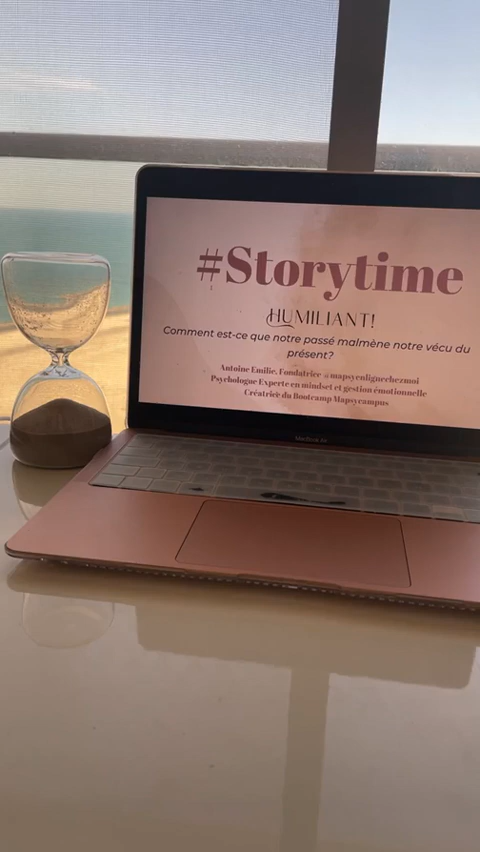 #Storytime
HUMILIANT!
Comment est-ce que notre passé malmène notre vécu du
présent?
Antoine Emilie, Fondatrice @mapsyenlignechezmoi
Psychologue Experte en mindset et gestion émotionnelle
Créatrice du Bootcamp Mapsycampus
MacBook Air